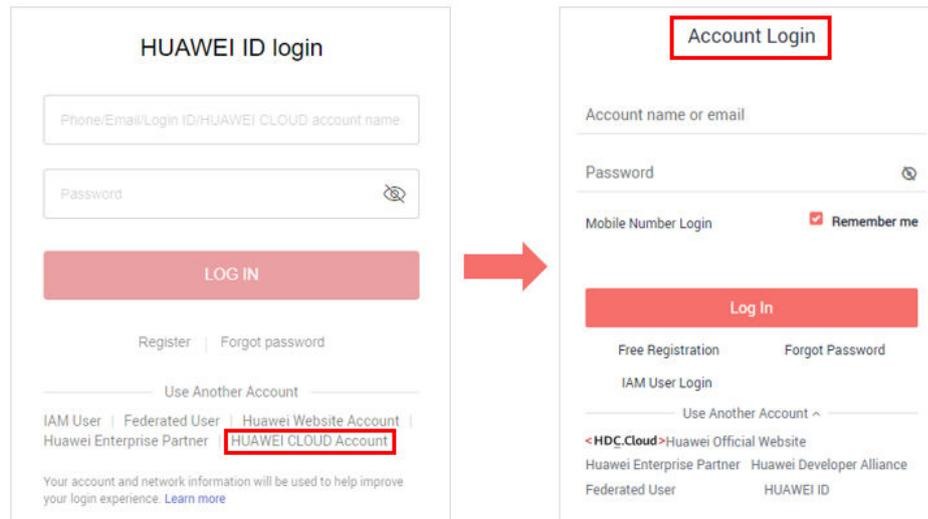 HUAWEI ID login
Phone/Email/Login ID/HUAWEI CLOUD account name
Password
LOG IN
Register | Forgot password
Use Another Account
IAM User | Federated User | Huawei Website Account |
Huawei Enterprise Partner | HUAWEI CLOUD Account
Your account and network information will be used to help improve
your login experience. Learn more
Account Login
Account name or email
Password
Mobile Number Login Remember me
Log In
Free Registration Forgot Password
IAM User Login
Use Another Account
<HDC.Cloud>Huawei Official Website
Huawei Enterprise Partner Huawei Developer Alliance
Federated User HUAWEI ID